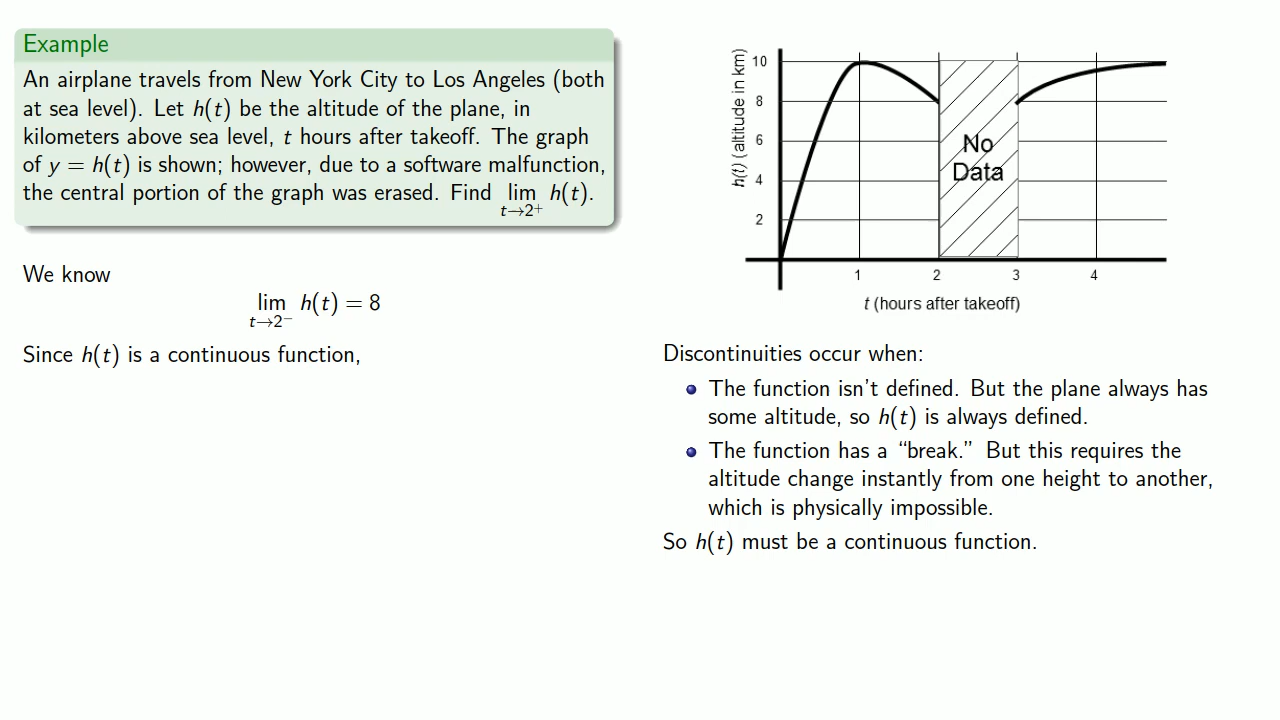 Example
An airplane travels from New York City to Los Angeles (both
at sea level). Let h(t) be the altitude of the plane, in
kilometers above sea level, t hours after takeoff. The graph
of y = h(t) is shown; however, due to a software malfunction,
the central portion of the graph was erased. Find lim h(t).
t→2⁺
We know
lim h(t) = 8
t→2⁻
Since h(t) is a continuous function,
h(t) (altitude in km)
10
8
6
4
2
No
Data
1 2 3 4
t (hours after takeoff)
Discontinuities occur when:
The function isn't defined. But the plane always has
some altitude, so h(t) is always defined.
The function has a “break.” But this requires the
altitude change instantly from one height to another,
which is physically impossible.
So h(t) must be a continuous function.